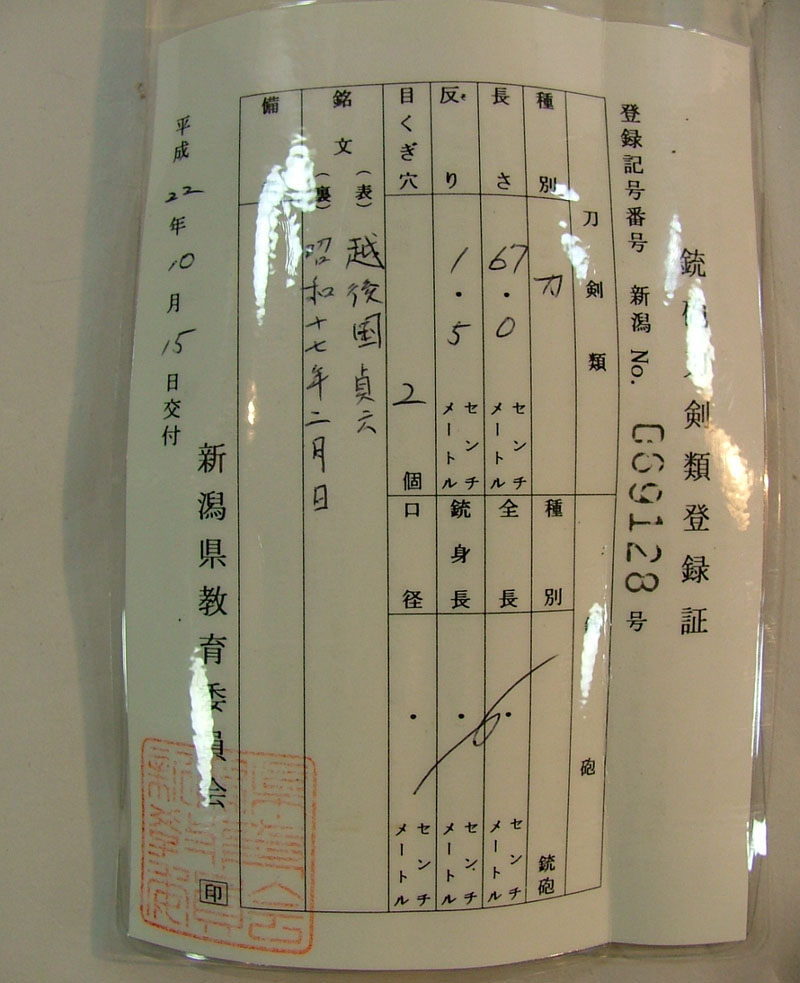 銃砲刀剣類登録証
登録記号番号 新潟 No. 069128 号
刀剣類
種別 刀
長さ 67.0 センチメートル
反り 1.5 センチメートル
目くぎ穴 2 個
銘文
(表) 越後国貞六
(裏) 昭和十七年二月日
備
砲
種別 銃砲
全長 . センチメートル
銃身長 . センチメートル
口径 . センチメートル
平成22年10月15日交付
新潟県教育委員会 印